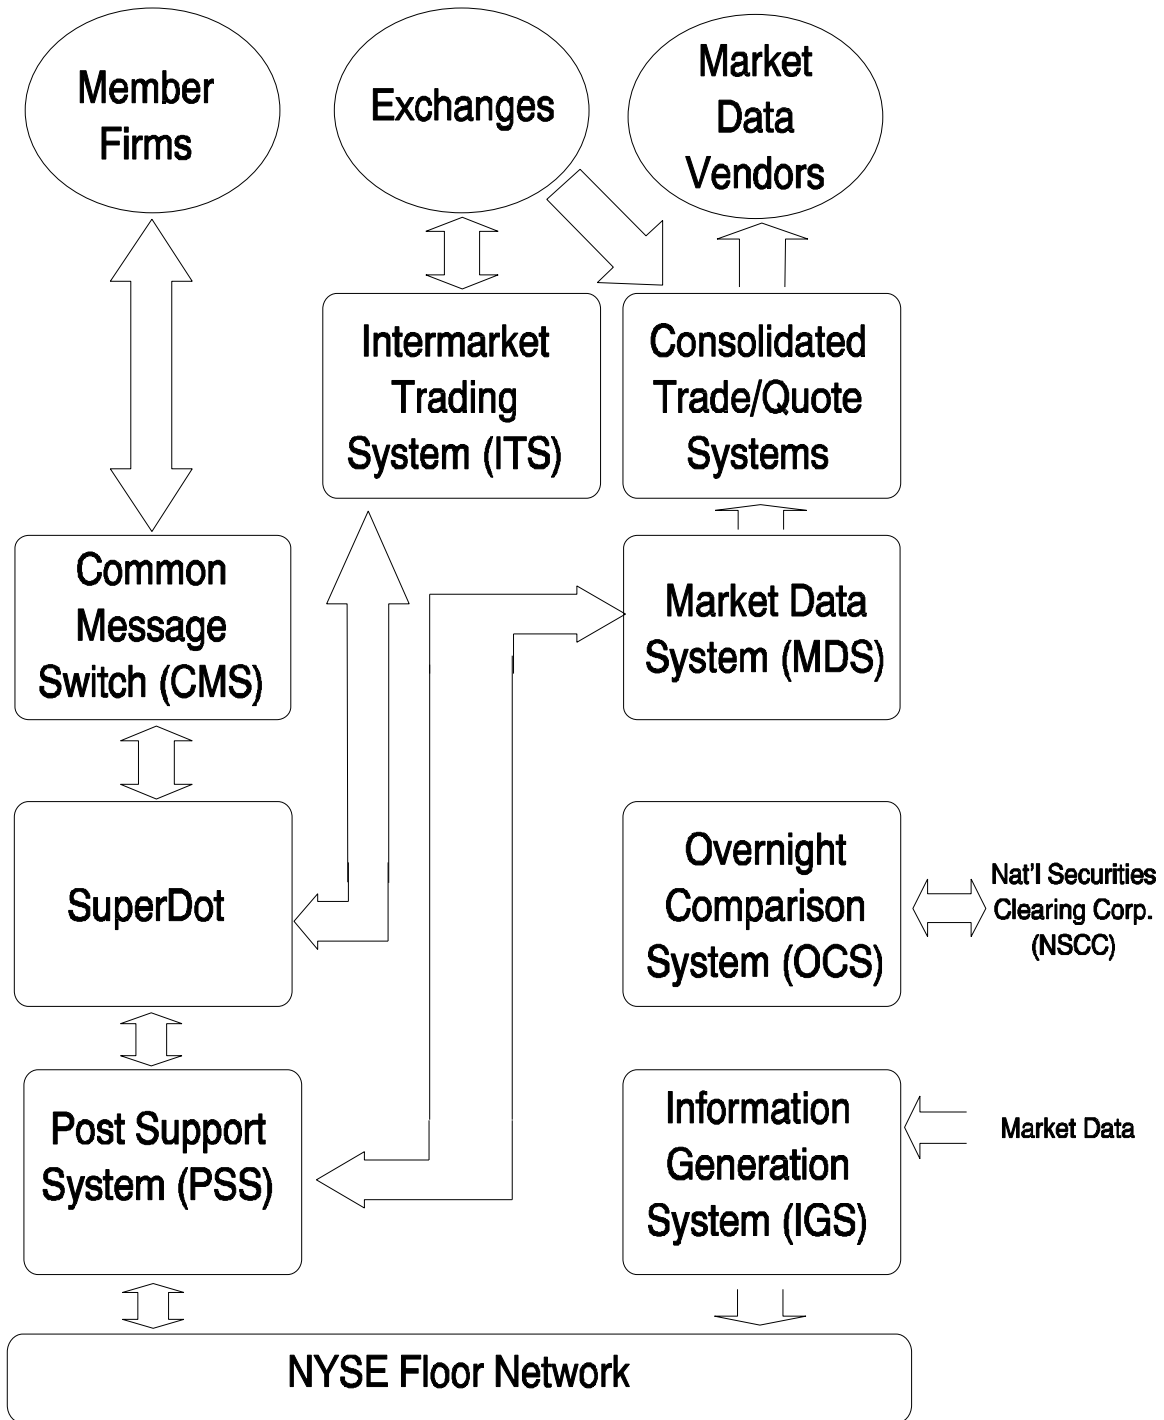 Member
Firms
Exchanges
Market
Data
Vendors
Intermarket
Trading
System (ITS)
Consolidated
Trade/Quote
Systems
Common
Message
Switch (CMS)
Market Data
System (MDS)
SuperDot
Overnight
Comparison
System (OCS)
Nat'l Securities
Clearing Corp.
(NSCC)
Post Support
System (PSS)
Information
Generation
System (IGS)
Market Data
NYSE Floor Network